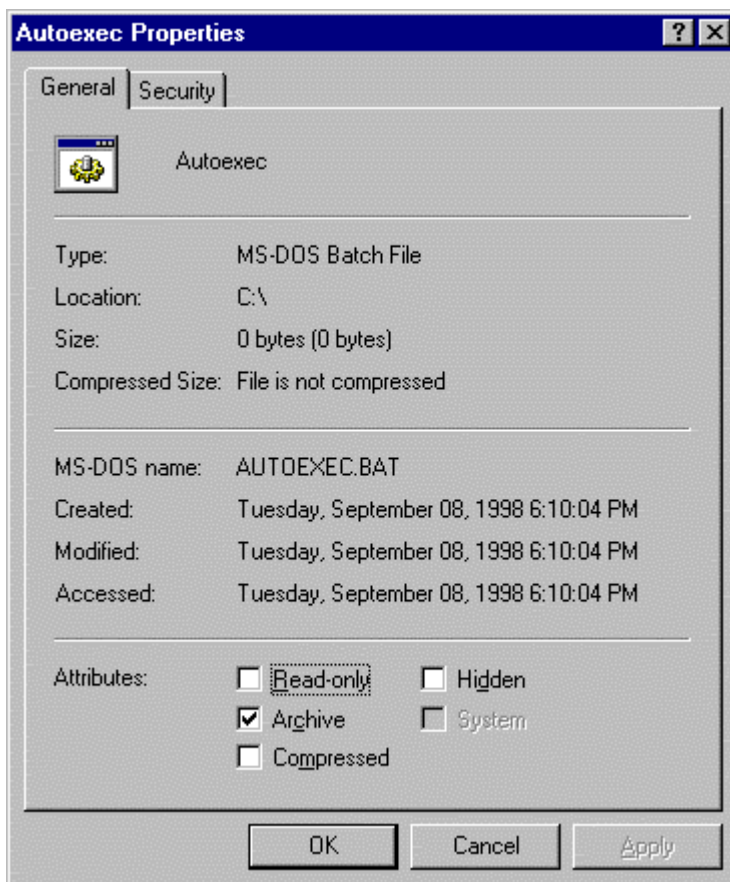 Autoexec Properties
General Security
Autoexec
Type: MS-DOS Batch File
Location: C:\
Size: 0 bytes (0 bytes)
Compressed Size: File is not compressed
MS-DOS name: AUTOEXEC.BAT
Created: Tuesday, September 08, 1998 6:10:04 PM
Modified: Tuesday, September 08, 1998 6:10:04 PM
Accessed: Tuesday, September 08, 1998 6:10:04 PM
Attributes: Read-only Hidden
Archive System
Compressed
OK Cancel Apply